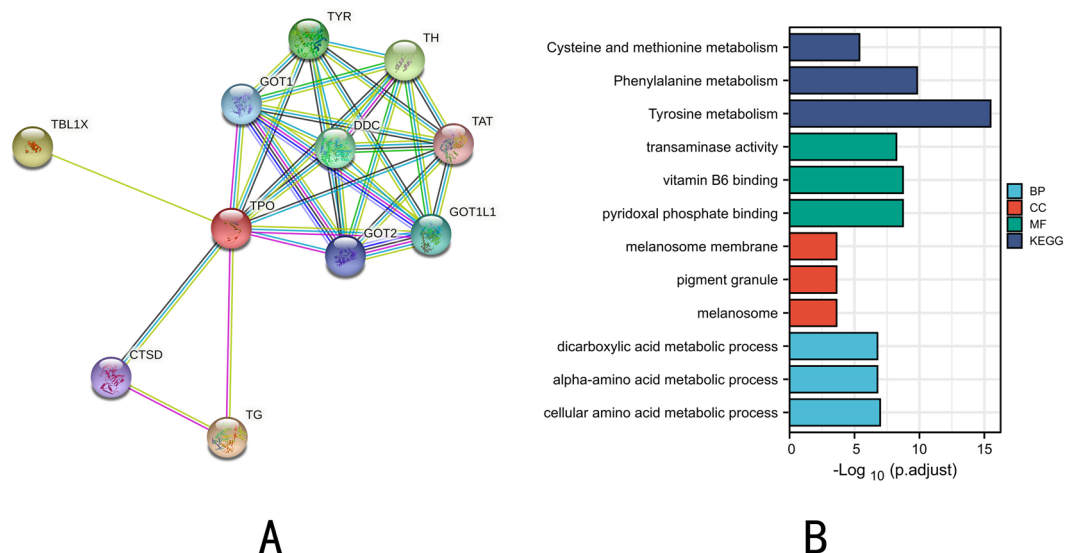 TYR
TH
GOT1
TBL1X
DDC
TAT
TPO
GOT1L1
GOT2
CTSD
TG
A
Cysteine and methionine metabolism
Phenylalanine metabolism
Tyrosine metabolism
transaminase activity
vitamin B6 binding
pyridoxal phosphate binding
melanosome membrane
pigment granule
melanosome
dicarboxylic acid metabolic process
alpha-amino acid metabolic process
cellular amino acid metabolic process
0 5 10 15
-Log 10 (p.adjust)
BP
CC
MF
KEGG
B